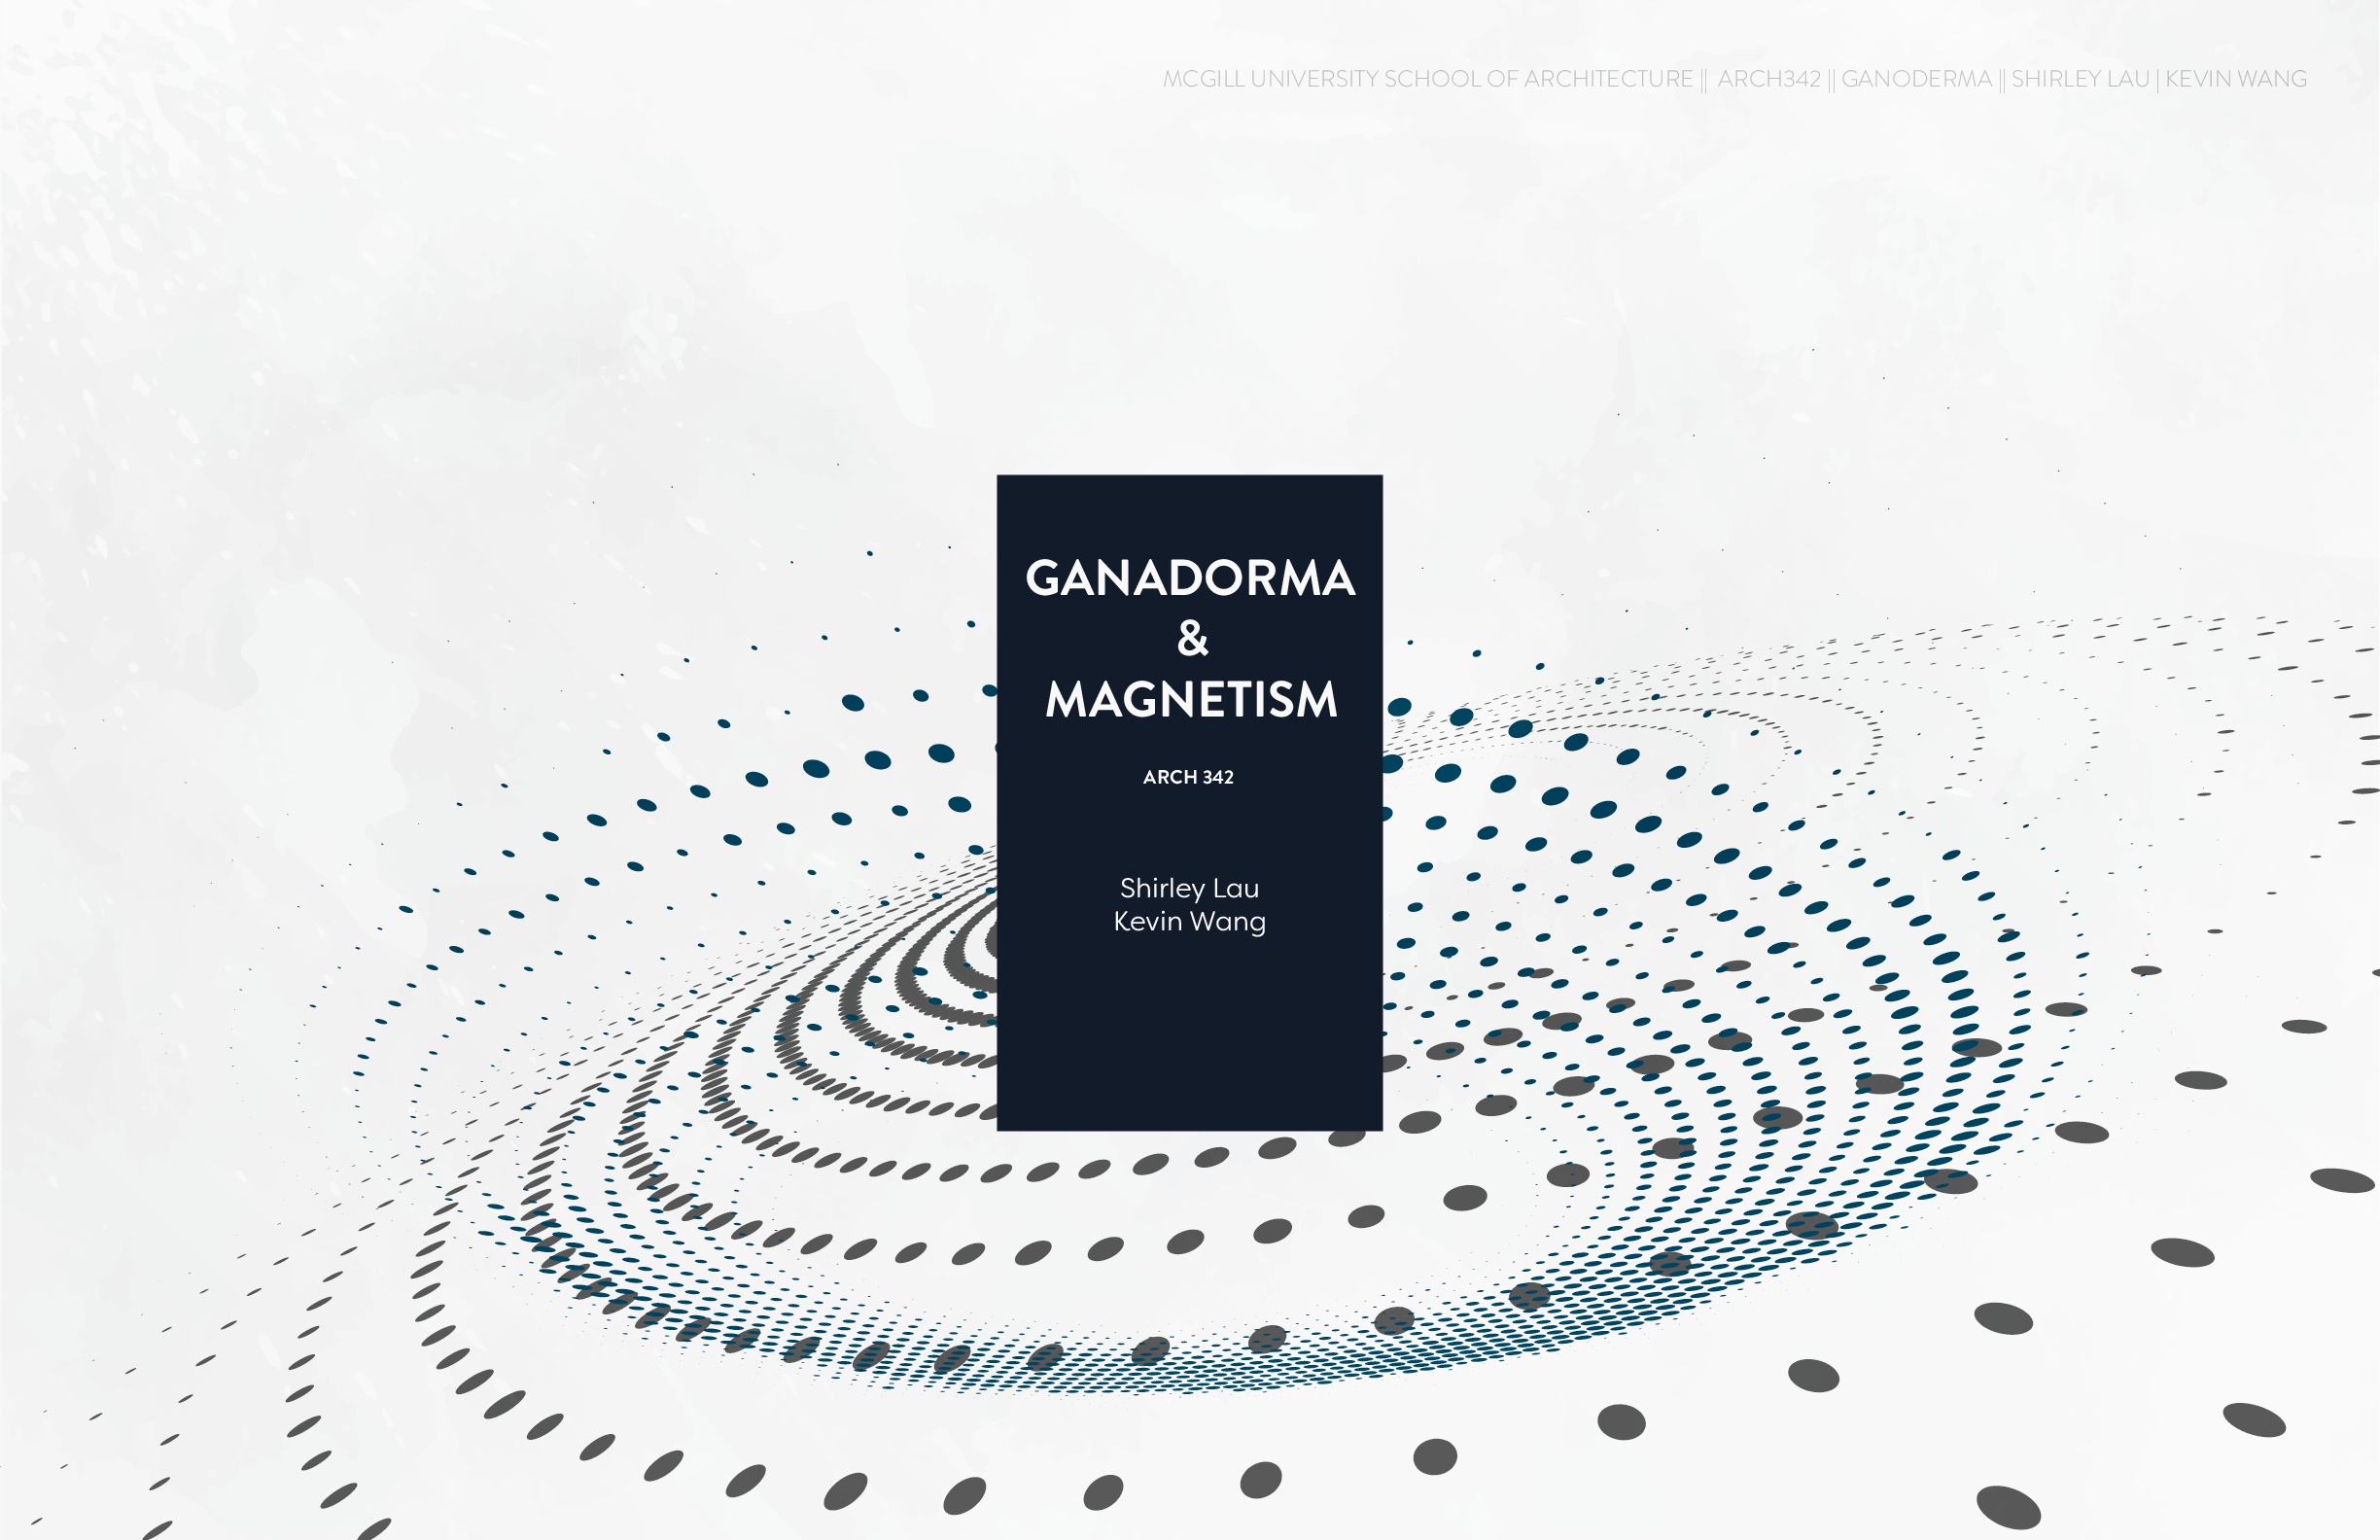 MCGILL UNIVERSITY SCHOOL OF ARCHITECTURE || ARCH342 || GANODERMA || SHIRLEY LAU | KEVIN WANG
GANADORMA
&
MAGNETISM
ARCH 342
Shirley Lau
Kevin Wang